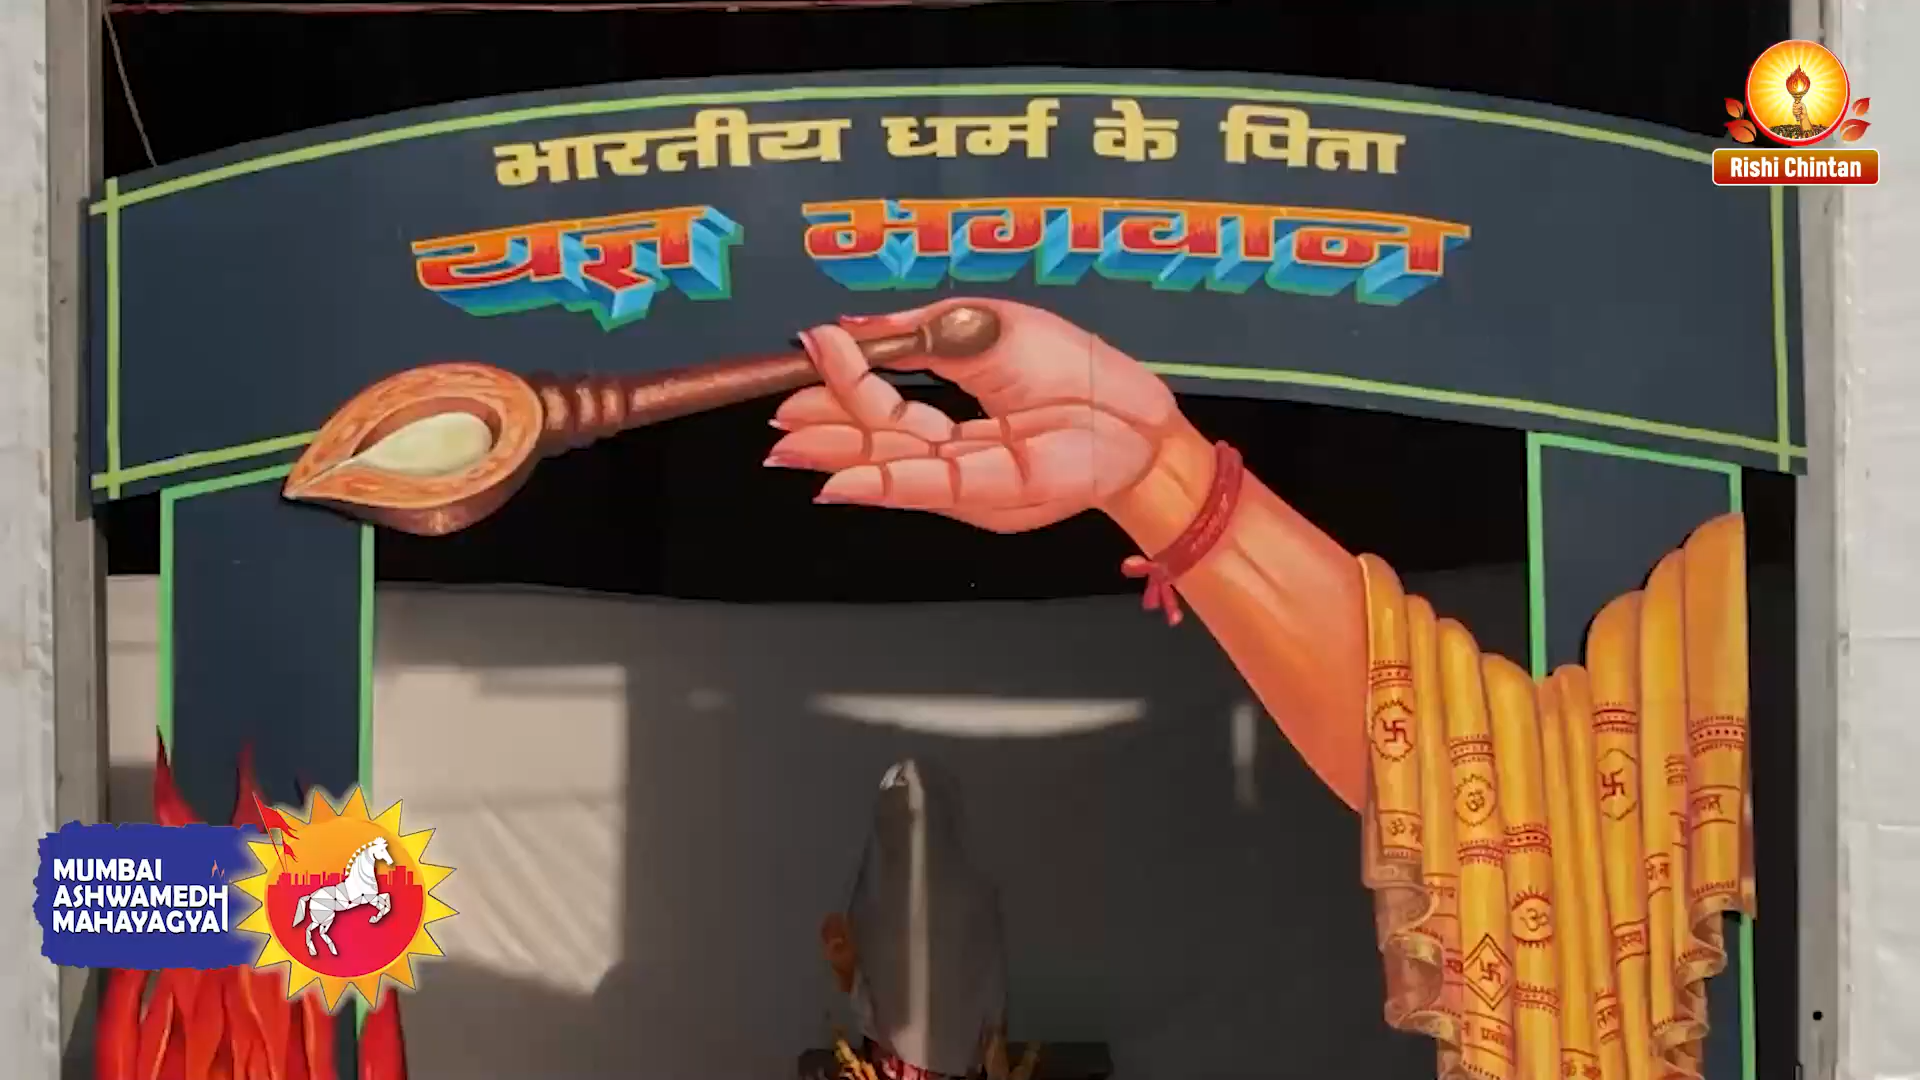 भारतीय धर्म के पिता
यज्ञ भगवान
Rishi Chintan
MUMBAI
ASHWAMEDH
MAHAYAGYA
ॐ
ॐ
ॐ